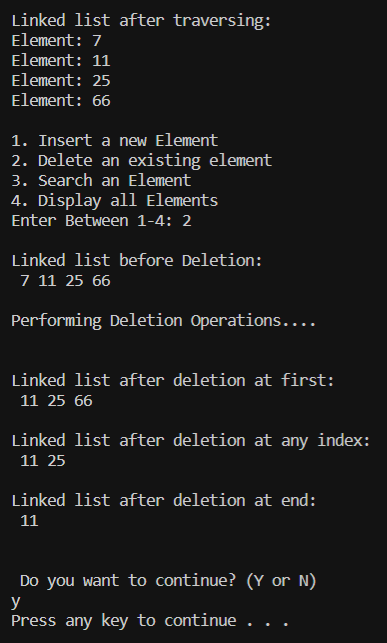 Linked list after traversing:
Element: 7
Element: 11
Element: 25
Element: 66
1. Insert a new Element
2. Delete an existing element
3. Search an Element
4. Display all Elements
Enter Between 1-4: 2
Linked list before Deletion:
7 11 25 66
Performing Deletion Operations....
Linked list after deletion at first:
11 25 66
Linked list after deletion at any index:
11 25
Linked list after deletion at end:
11
Do you want to continue? (Y or N)
y
Press any key to continue . . .